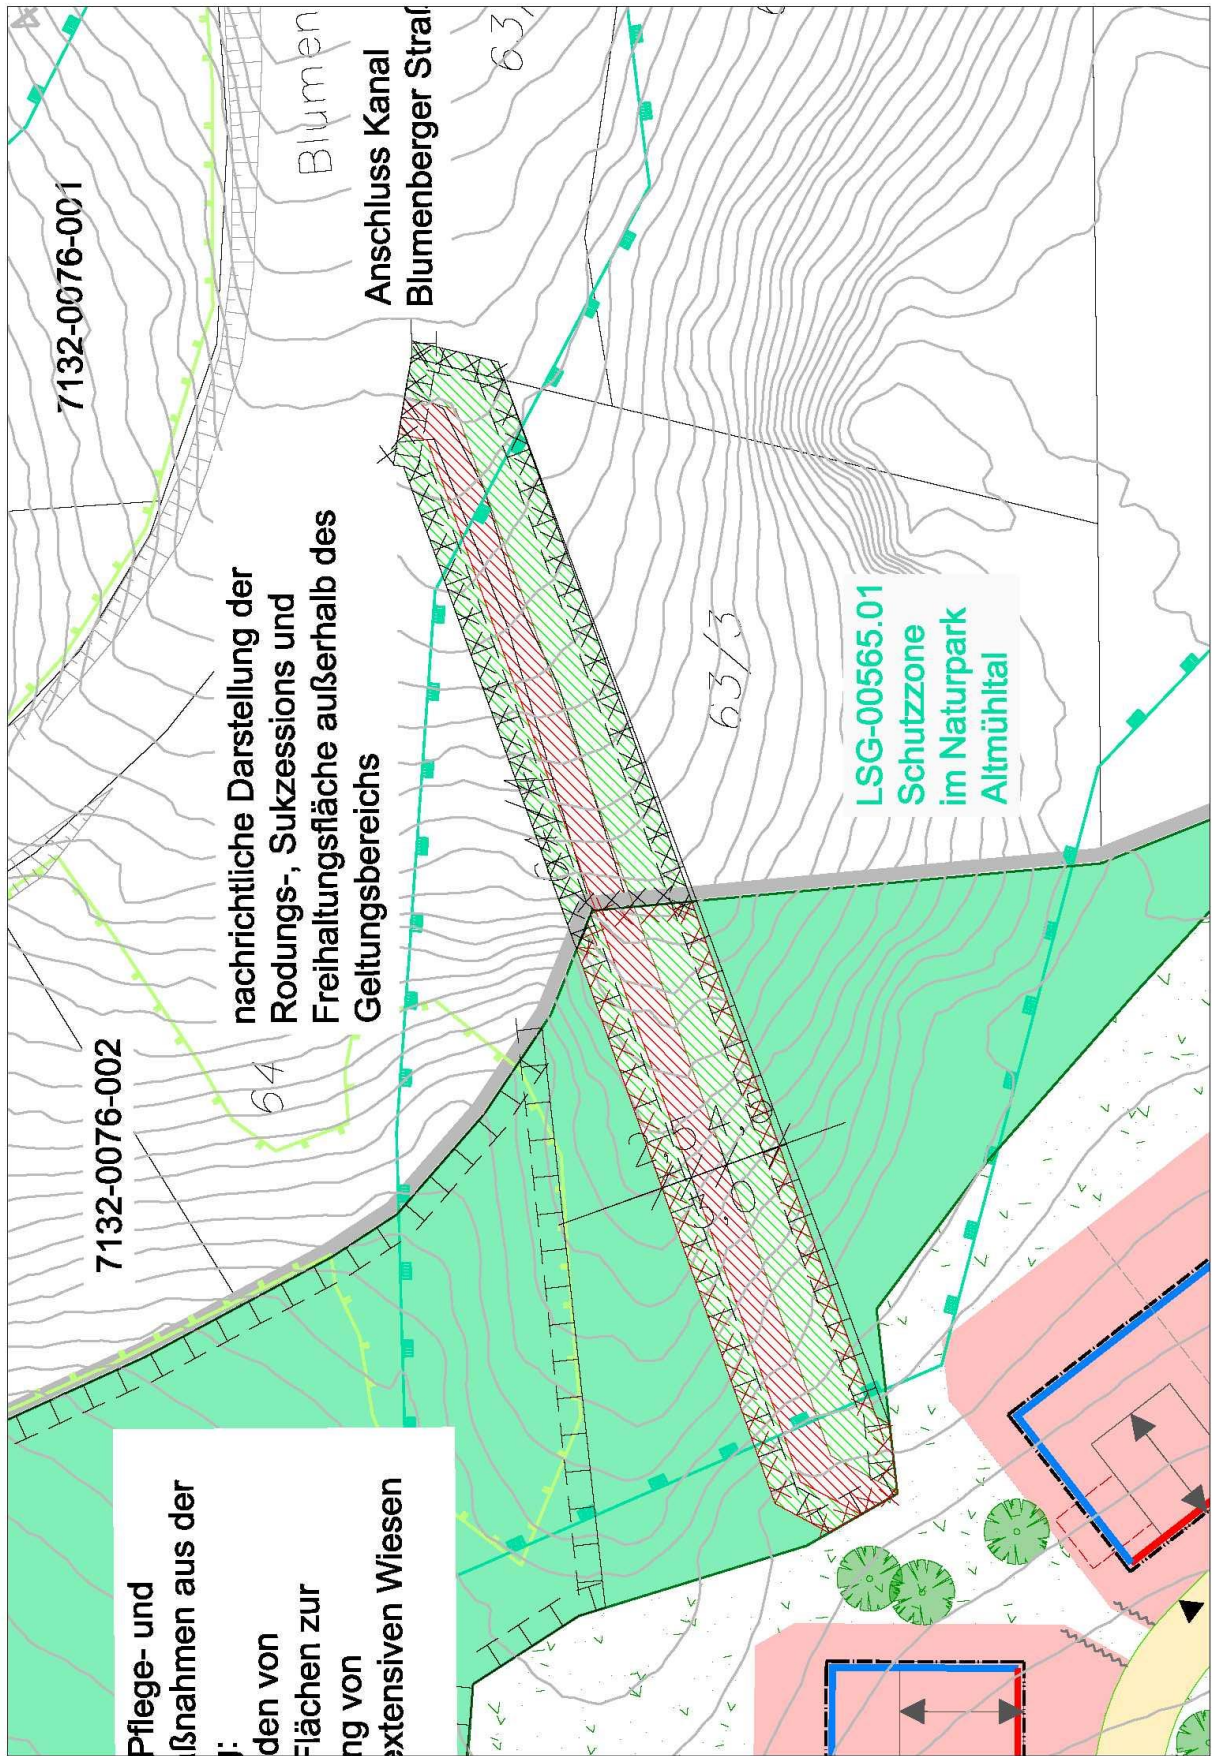 7132-0076-001
Blumen
63/
Anschluss Kanal
Blumenberger Straß
nachrichtliche Darstellung der
Rodungs-, Sukzessions und
Freihaltungsfläche außerhalb des
Geltungsbereichs
63/3
LSG-00565.01
Schutzzone
im Naturpark
Altmühltal
7132-0076-002
64
Pflege- und
aßnahmen aus der
den von
Flächen zur
ng von
extensiven Wiesen